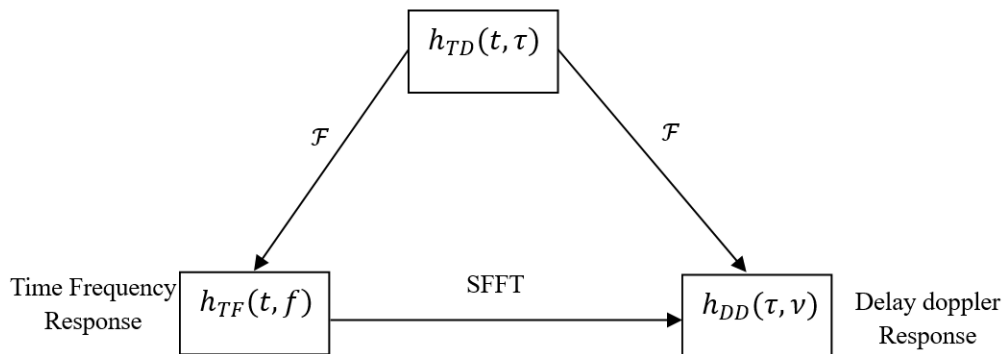 h_{TD}(t, τ)
ℱ
ℱ
Time Frequency
Response
h_{TF}(t, f)
SFFT
h_{DD}(τ, ν)
Delay doppler
Response